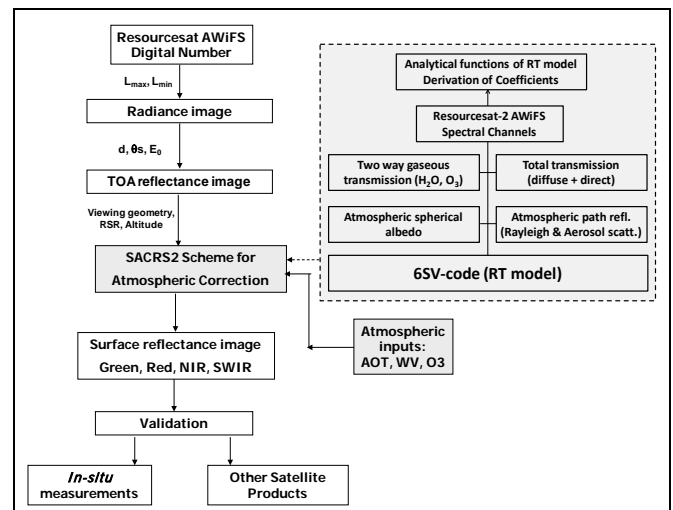 Resourcesat AWiFS
Digital Number
Lmax, Lmin
Radiance image
d, θs, E0
TOA reflectance image
Viewing geometry,
RSR, Altitude
SACRS2 Scheme for
Atmospheric Correction
Surface reflectance image
Green, Red, NIR, SWIR
Validation
In-situ
measurements
Other Satellite
Products
Analytical functions of RT model
Derivation of Coefficients
Resourcesat-2 AWiFS
Spectral Channels
Two way gaseous
transmission (H2O, O3)
Total transmission
(diffuse + direct)
Atmospheric spherical
albedo
Atmospheric path refl.
(Rayleigh & Aerosol scatt.)
6SV-code (RT model)
Atmospheric
inputs:
AOT, WV, O3